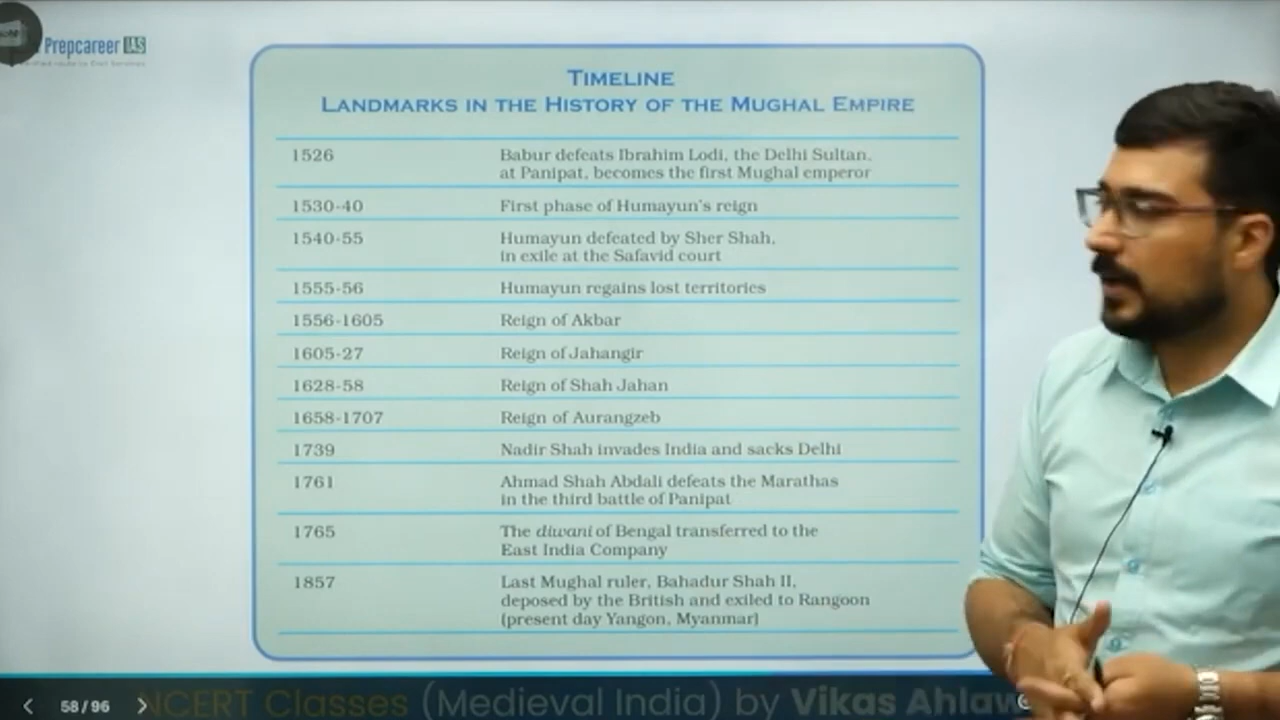 Prepcareer IAS
TIMELINE
LANDMARKS IN THE HISTORY OF THE MUGHAL EMPIRE
1526 Babur defeats Ibrahim Lodi, the Delhi Sultan,
at Panipat, becomes the first Mughal emperor
1530-40 First phase of Humayun's reign
1540-55 Humayun defeated by Sher Shah,
in exile at the Safavid court
1555-56 Humayun regains lost territories
1556-1605 Reign of Akbar
1605-27 Reign of Jahangir
1628-58 Reign of Shah Jahan
1658-1707 Reign of Aurangzeb
1739 Nadir Shah invades India and sacks Delhi
1761 Ahmad Shah Abdali defeats the Marathas
in the third battle of Panipat
1765 The diwani of Bengal transferred to the
East India Company
1857 Last Mughal ruler, Bahadur Shah II,
deposed by the British and exiled to Rangoon
(present day Yangon, Myanmar)
58 / 96 NCERT Classes (Medieval India) by Vikas Ahlaw